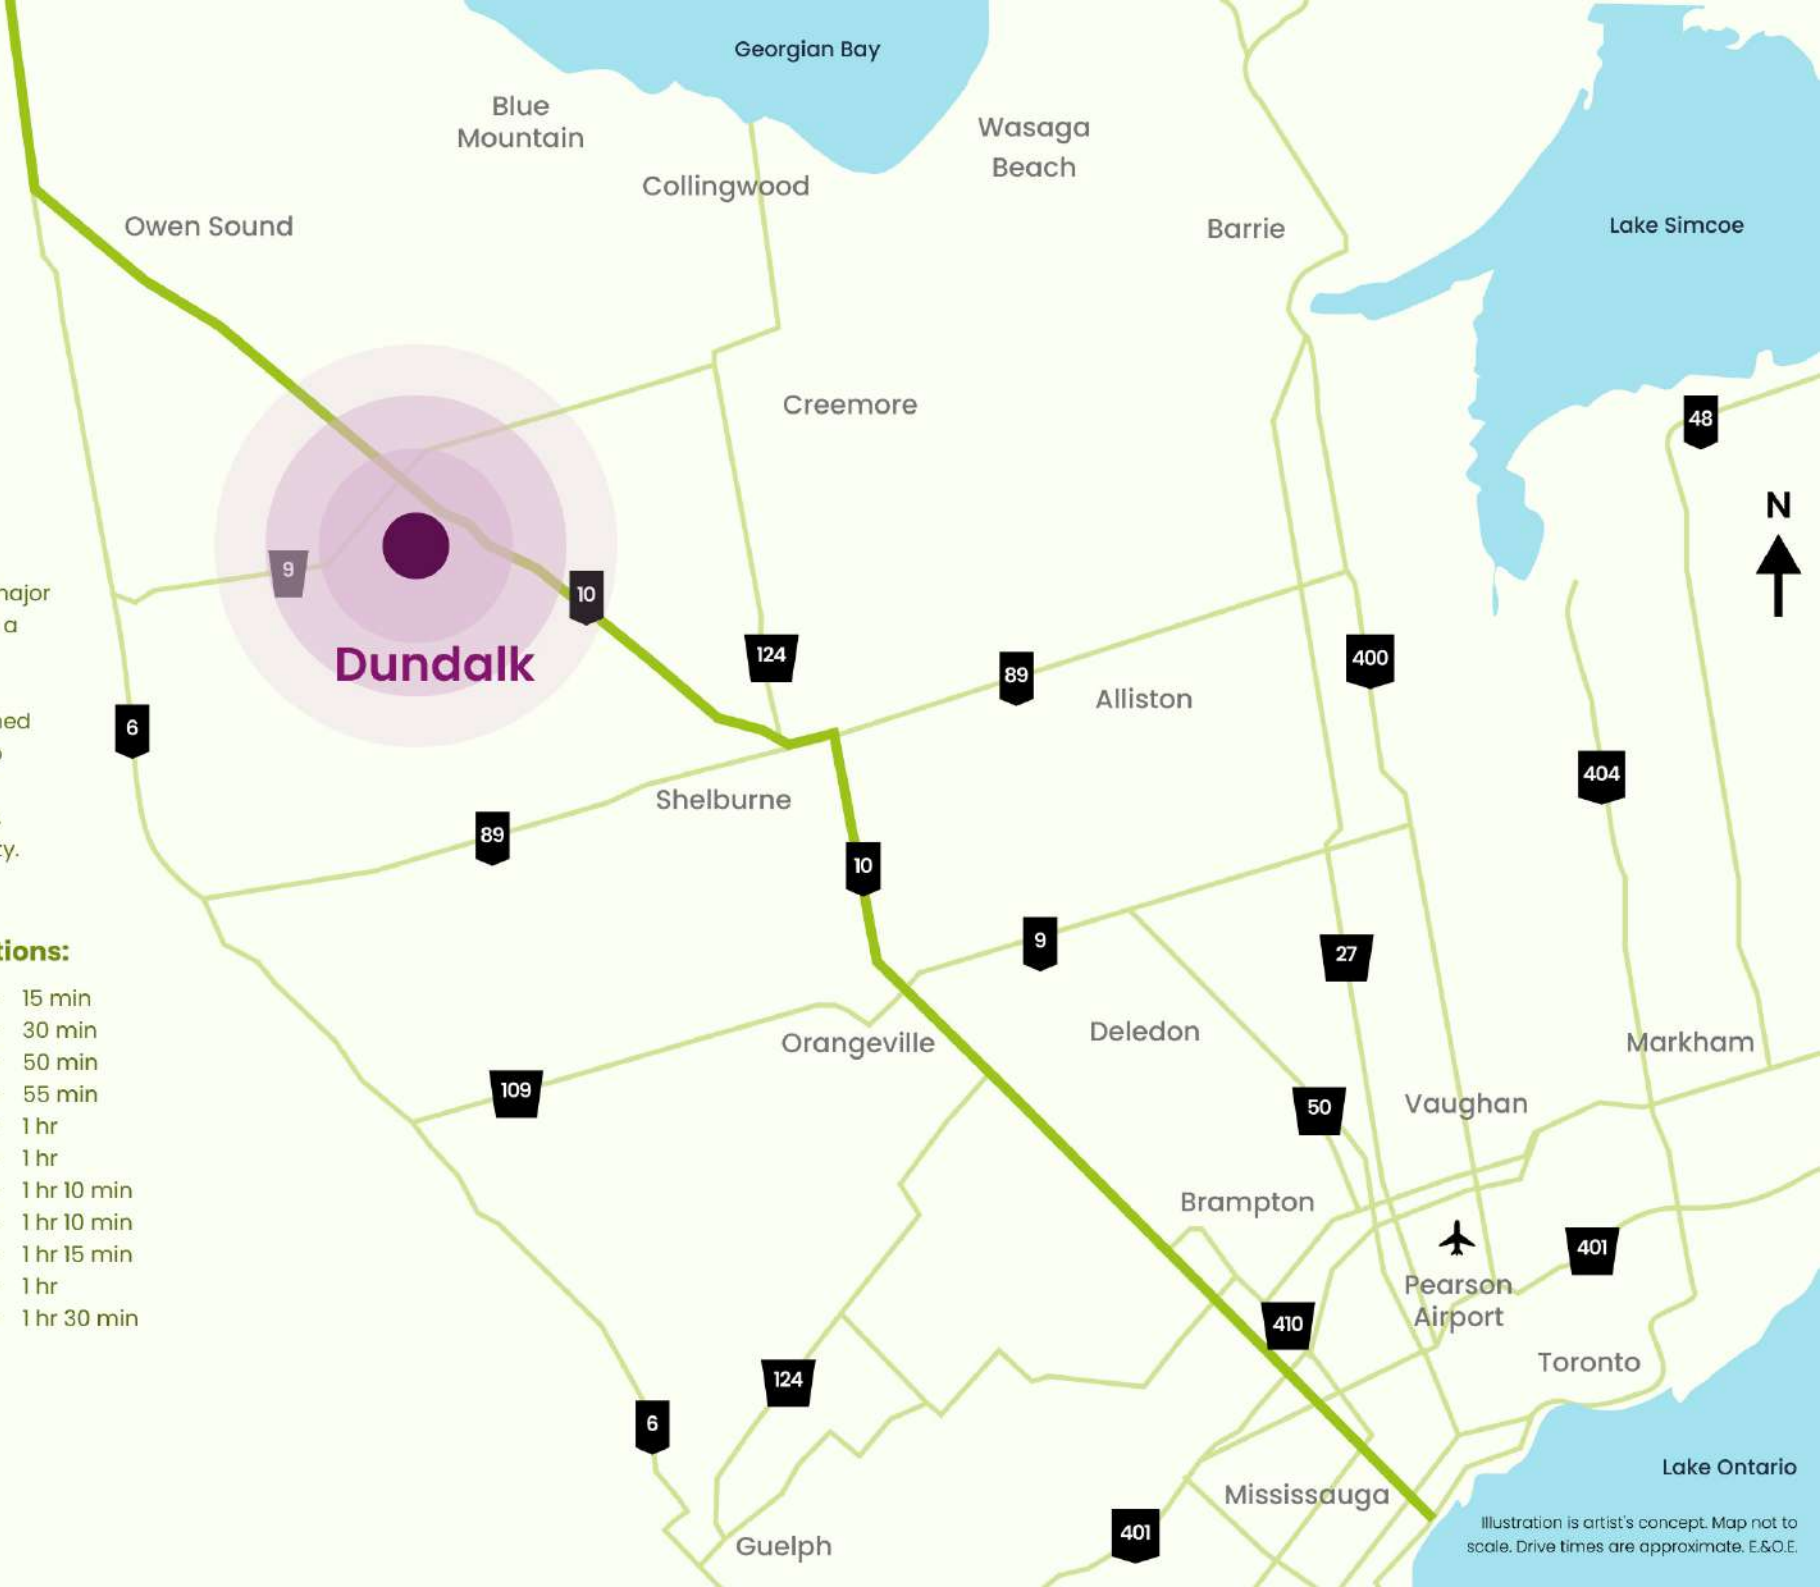 Georgian Bay
Blue
Mountain
Wasaga
Beach
Collingwood
Owen Sound
Barrie
Lake Simcoe
Creemore
48
N
9
10
major
a
Dundalk
124
89
400
Alliston
6
ned
404
Shelburne
89
10
ty.
9
27
tions:
15 min
30 min
50 min
55 min
1 hr
1 hr
1 hr 10 min
1 hr 10 min
1 hr 15 min
1 hr
1 hr 30 min
Orangeville
Deledon
Markham
109
50
Vaughan
Brampton
401
Pearson
Airport
410
Toronto
124
6
Lake Ontario
Mississauga
401
Guelph
Illustration is artist's concept. Map not to
scale. Drive times are approximate. E.&O.E.